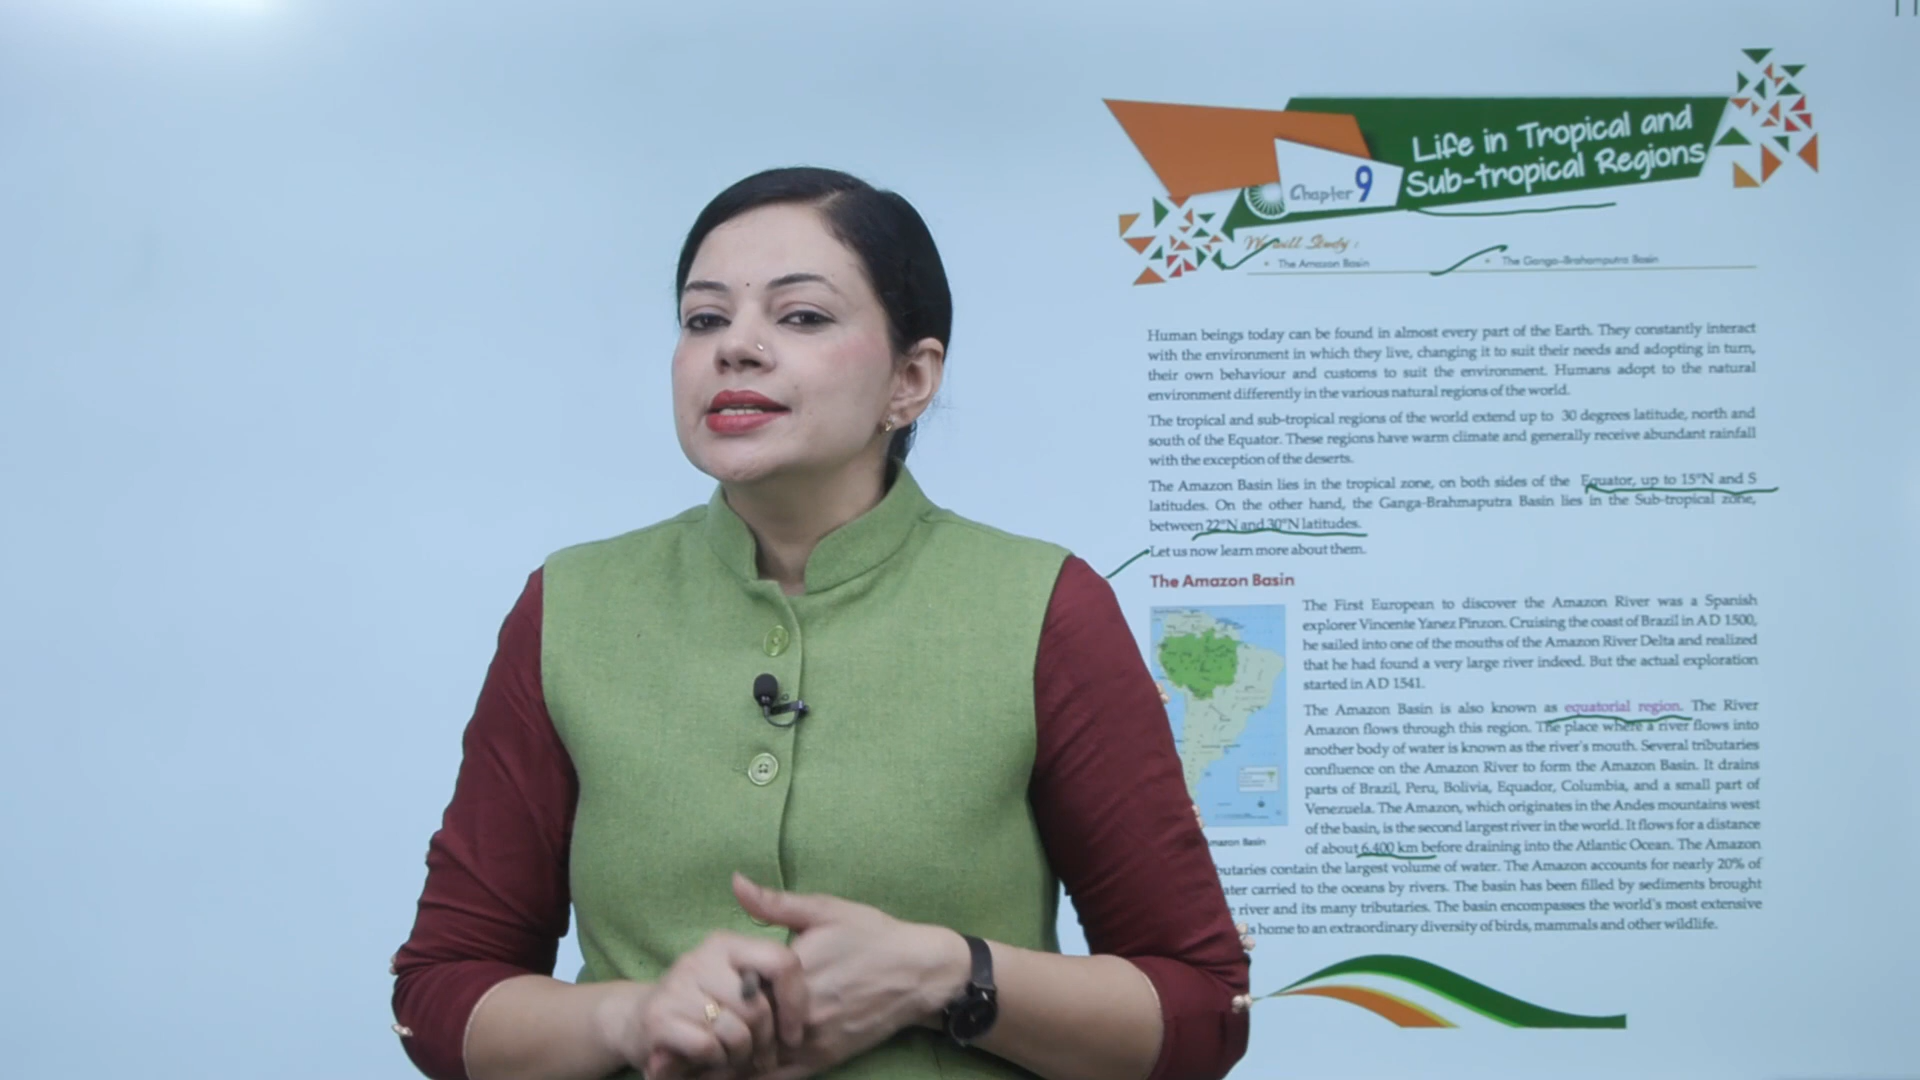 Life in Tropical and
Sub-tropical Regions
Chapter 9
We will Study :
• The Amazon Basin
• The Ganga-Brahamputra Basin
Human beings today can be found in almost every part of the Earth. They constantly interact
with the environment in which they live, changing it to suit their needs and adopting in turn,
their own behaviour and customs to suit the environment. Humans adopt to the natural
environment differently in the various natural regions of the world.
The tropical and sub-tropical regions of the world extend up to 30 degrees latitude, north and
south of the Equator. These regions have warm climate and generally receive abundant rainfall
with the exception of the deserts.
The Amazon Basin lies in the tropical zone, on both sides of the Equator, up to 15°N and S
latitudes. On the other hand, the Ganga-Brahmaputra Basin lies in the Sub-tropical zone,
between 22°N and 30°N latitudes.
Let us now learn more about them.
The Amazon Basin
The First European to discover the Amazon River was a Spanish
explorer Vincente Yanez Pinzon. Cruising the coast of Brazil in AD 1500,
he sailed into one of the mouths of the Amazon River Delta and realized
that he had found a very large river indeed. But the actual exploration
started in AD 1541.
The Amazon Basin is also known as equatorial region. The River
Amazon flows through this region. The place where a river flows into
another body of water is known as the river's mouth. Several tributaries
confluence on the Amazon River to form the Amazon Basin. It drains
parts of Brazil, Peru, Bolivia, Equador, Columbia, and a small part of
Venezuela. The Amazon, which originates in the Andes mountains west
of the basin, is the second largest river in the world. It flows for a distance
of about 6,400 km before draining into the Atlantic Ocean. The Amazon
mazon Basin
butaries contain the largest volume of water. The Amazon accounts for nearly 20% of
ater carried to the oceans by rivers. The basin has been filled by sediments brought
river and its many tributaries. The basin encompasses the world's most extensive
is home to an extraordinary diversity of birds, mammals and other wildlife.